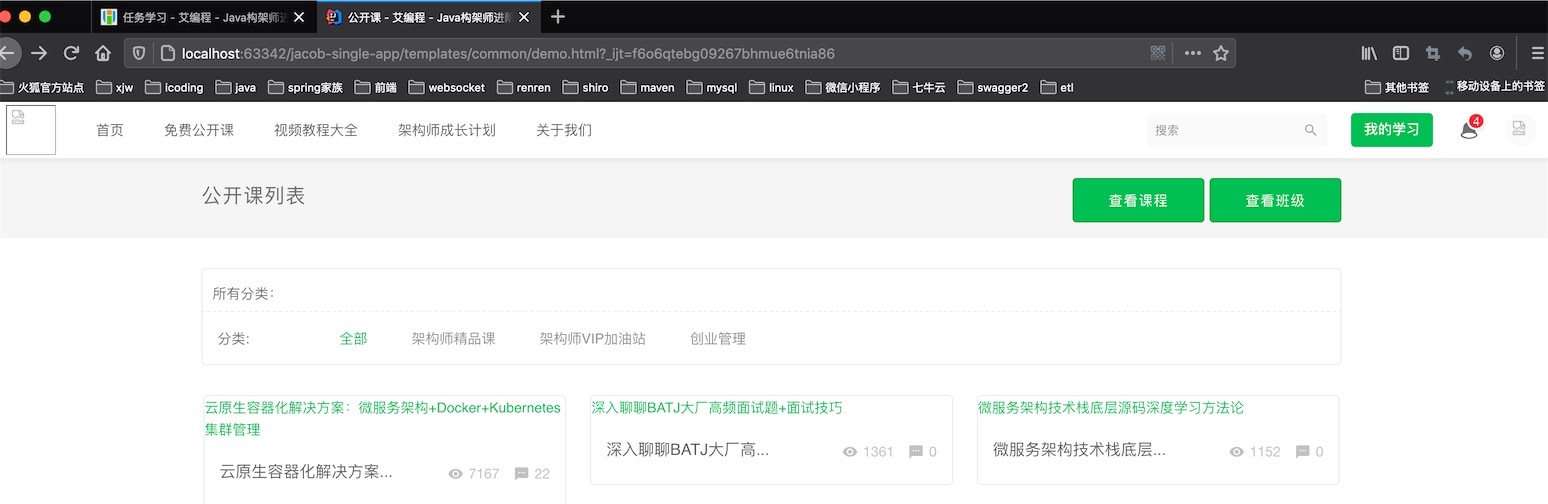 任务学习 - 艾编程 - Java构架师进
公开课 - 艾编程 - Java构架师进阶
localhost:63342/jacob-single-app/templates/common/demo.html?_ijt=f6o6qtebg09267bhmue6tnia86
火狐官方站点 xjw icoding java spring家族 前端 websocket renren shiro maven mysql linux 微信小程序 七牛云 swagger2 etl 其他书签 移动设备上的书签
首页 免费公开课 视频教程大全 架构师成长计划 关于我们 搜索 我的学习 4
公开课列表 查看课程 查看班级
所有分类:
分类: 全部 架构师精品课 架构师VIP加油站 创业管理
云原生容器化解决方案：微服务架构+Docker+Kubernetes
集群管理
云原生容器化解决方案... 7167 22
深入聊聊BATJ大厂高频面试题+面试技巧
深入聊聊BATJ大厂高... 1361 0
微服务架构技术栈底层源码深度学习方法论
微服务架构技术栈底层... 1152 0